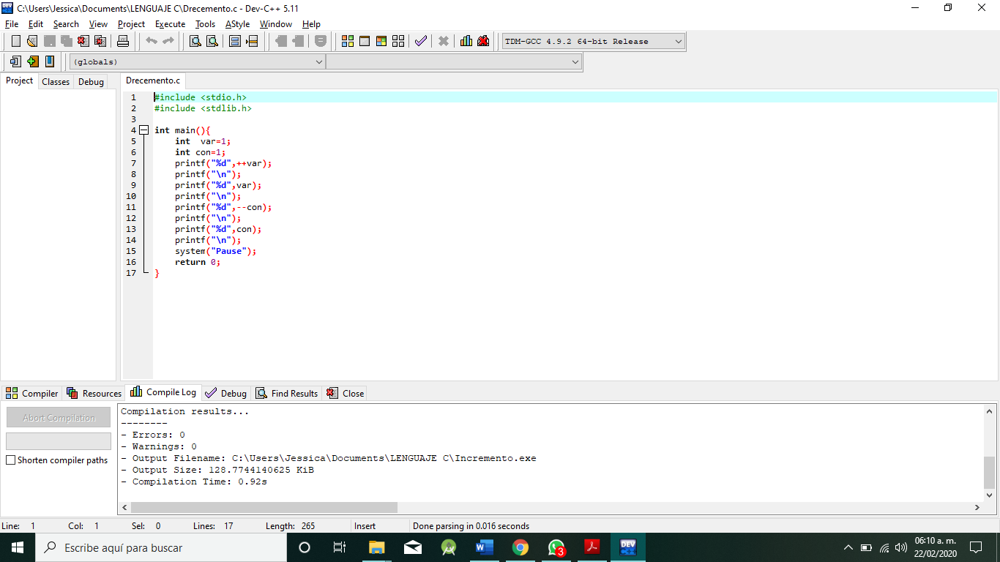 C:\Users\Jessica\Documents\LENGUAJE C\Drecemento.c - Dev-C++ 5.11
File Edit Search View Project Execute Tools AStyle Window Help
TDM-GCC 4.9.2 64-bit Release
(globals)
Project Classes Debug
Drecemento.c
1 #include <stdio.h>
2 #include <stdlib.h>
3
4 int main(){
5 int  var=1;
6 int con=1;
7 printf("%d",++var);
8 printf("\n");
9 printf("%d",var);
10 printf("\n");
11 printf("%d",--con);
12 printf("\n");
13 printf("%d",con);
14 printf("\n");
15 system("Pause");
16 return 0;
17 }
Compiler Resources Compile Log Debug Find Results Close
Abort Compilation
Shorten compiler paths
Compilation results...
--------
- Errors: 0
- Warnings: 0
- Output Filename: C:\Users\Jessica\Documents\LENGUAJE C\Incremento.exe
- Output Size: 128.7744140625 KiB
- Compilation Time: 0.92s
Line: 1 Col: 1 Sel: 0 Lines: 17 Length: 265 Insert Done parsing in 0.016 seconds
Escribe aquí para buscar
3
DEV
06:10 a. m.
22/02/2020